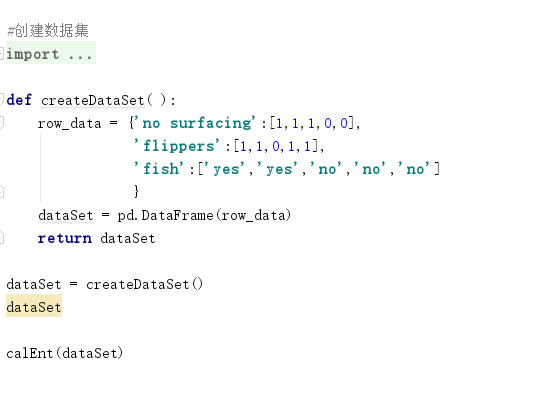 #创建数据集
import ...
def createDataSet( ):
row_data = {'no surfacing':[1,1,1,0,0],
'flippers':[1,1,0,1,1],
'fish':['yes','yes','no','no','no']
}
dataSet = pd.DataFrame(row_data)
return dataSet
dataSet = createDataSet()
dataSet
calEnt(dataSet)